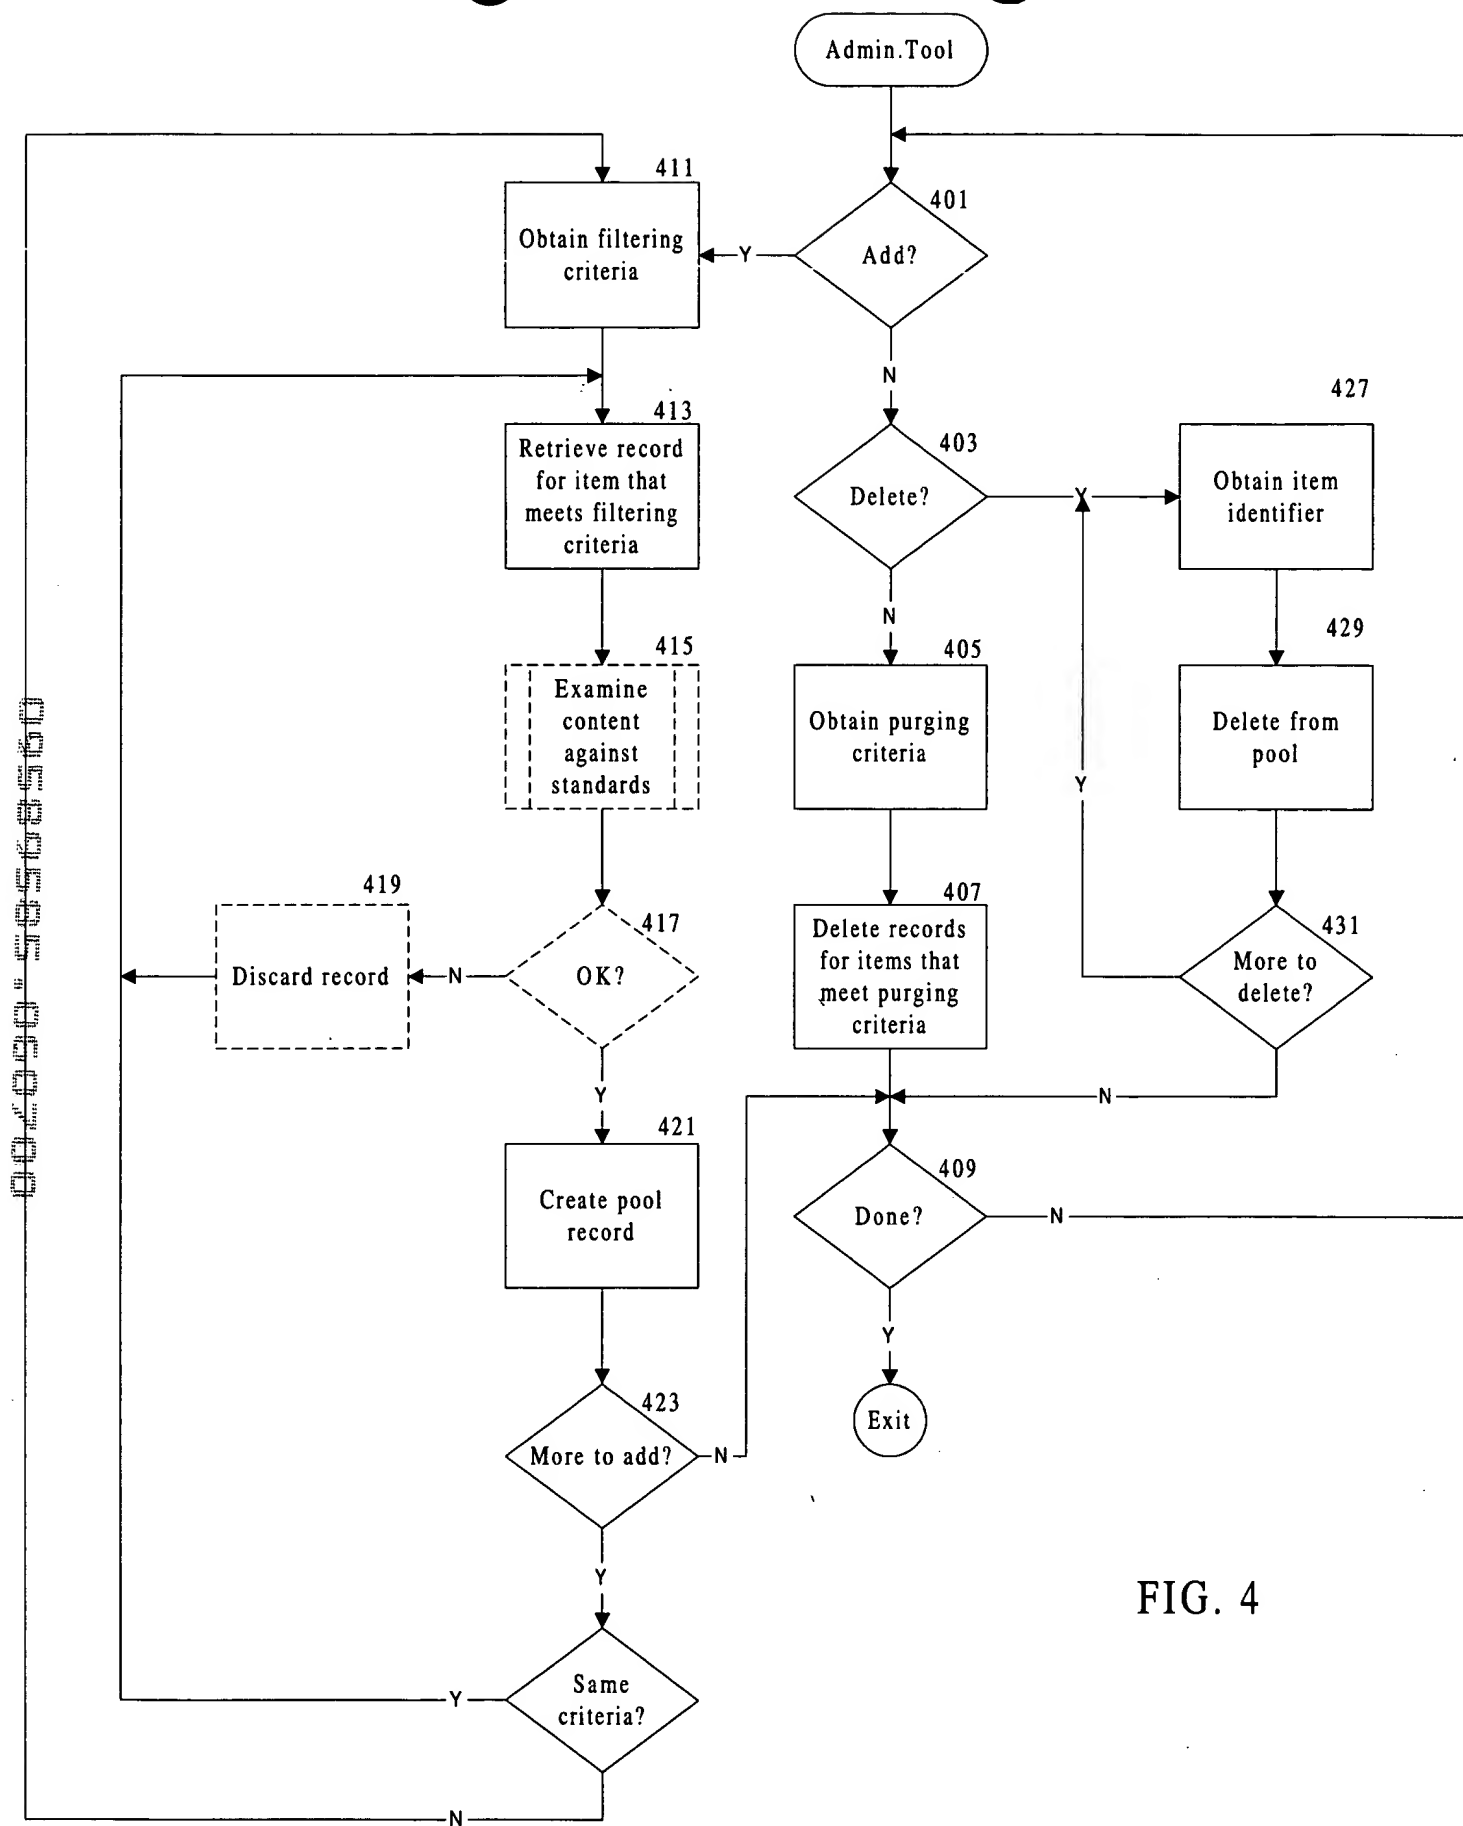 Admin.Tool
411
Obtain filtering
criteria
Y
401
Add?
N
413
Retrieve record
for item that
meets filtering
criteria
403
Delete?
Y
427
Obtain item
identifier
N
415
Examine
content
against
standards
405
Obtain purging
criteria
429
Delete from
pool
Y
419
Discard record
N
417
OK?
407
Delete records
for items that
meet purging
criteria
431
More to
delete?
Y
N
421
Create pool
record
409
Done?
N
Y
Exit
423
More to add?
N
Y
Same
criteria?
Y
N
FIG. 4
09589585.060700